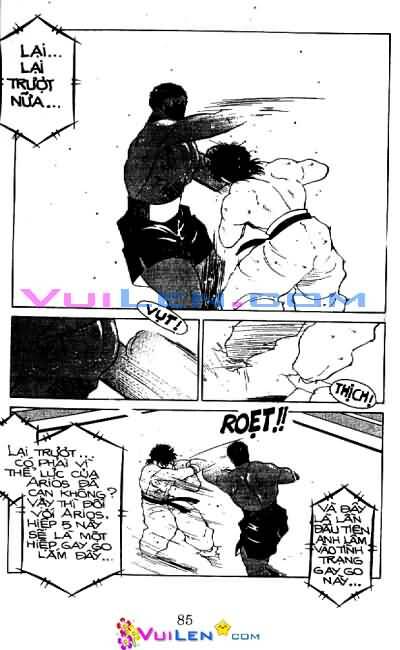 LẠI...
LẠI
TRƯỢT
NỮA...
VuiLen.com
VỤT!
THỊCH!
ROẸT!!
LẠI TRƯỢT...
CÓ PHẢI VÌ
THỂ LỰC CỦA
ARIOS ĐÃ
CẠN KHÔNG?
VẬY THÌ ĐỐI
VỚI ARIOS,
HIỆP 5 NÀY
SẼ LÀ MỘT
HIỆP GAY GO
LẮM ĐÂY...
VÀ ĐÂY
LÀ LẦN
ĐẦU TIÊN
ANH LÂM
VÀO TÌNH
TRẠNG
GAY GO
NÀY...
85
VuiLen.com